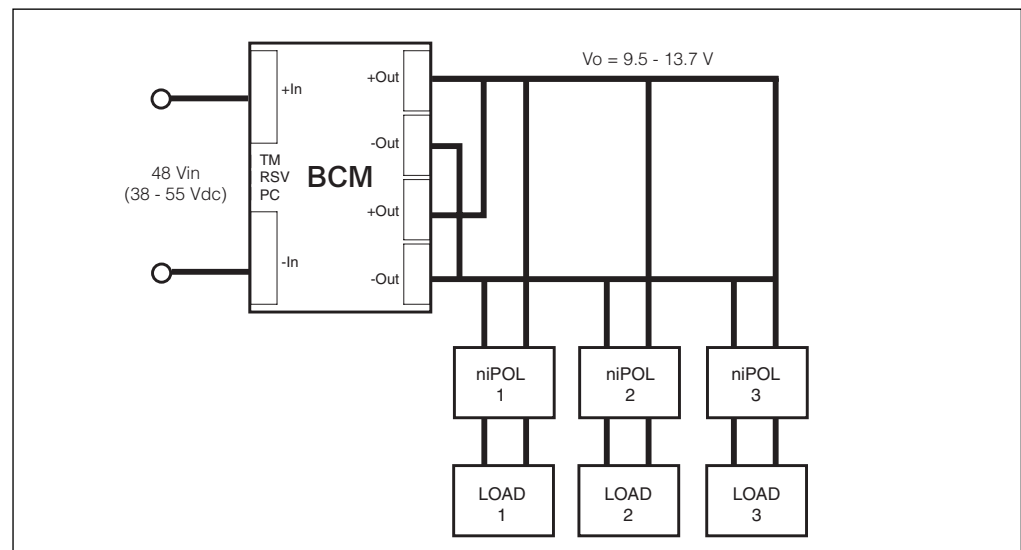 Vo = 9.5 - 13.7 V
+In
+Out
-Out
48 Vin
(38 - 55 Vdc)
TM
RSV
PC
BCM
+Out
-In
-Out
niPOL
1
niPOL
2
niPOL
3
LOAD
1
LOAD
2
LOAD
3